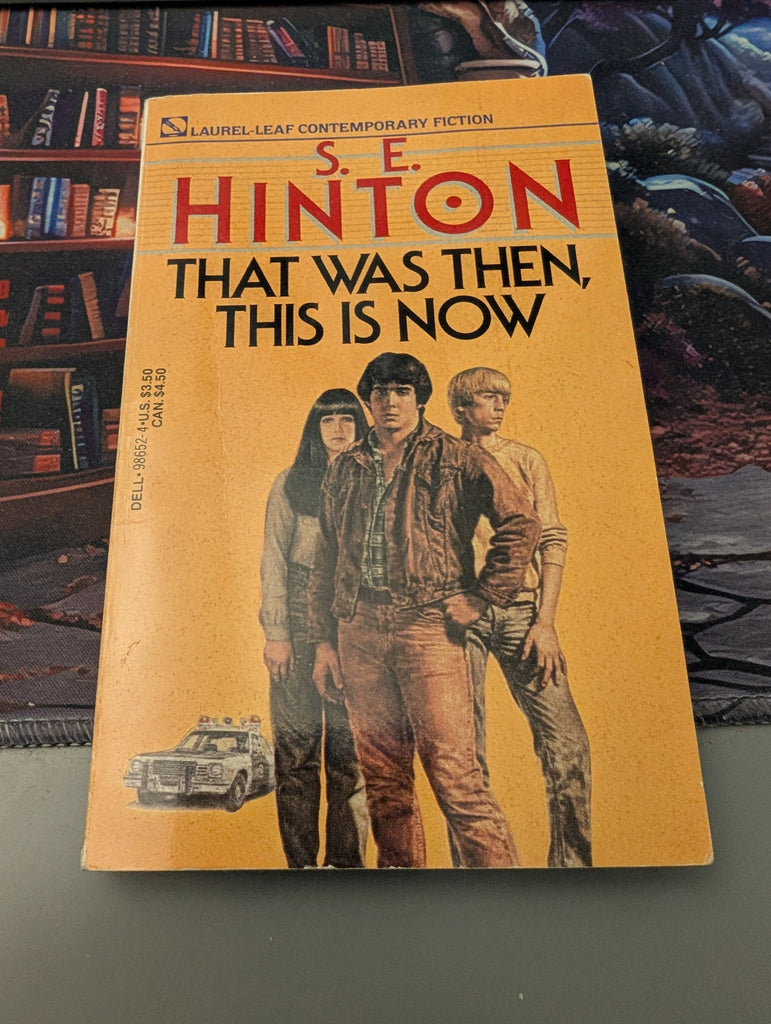 LAUREL-LEAF CONTEMPORARY FICTION
S. E.
HINTON
THAT WAS THEN,
THIS IS NOW
DELL • 98652-4 • U.S. $3.50
CAN. $4.50